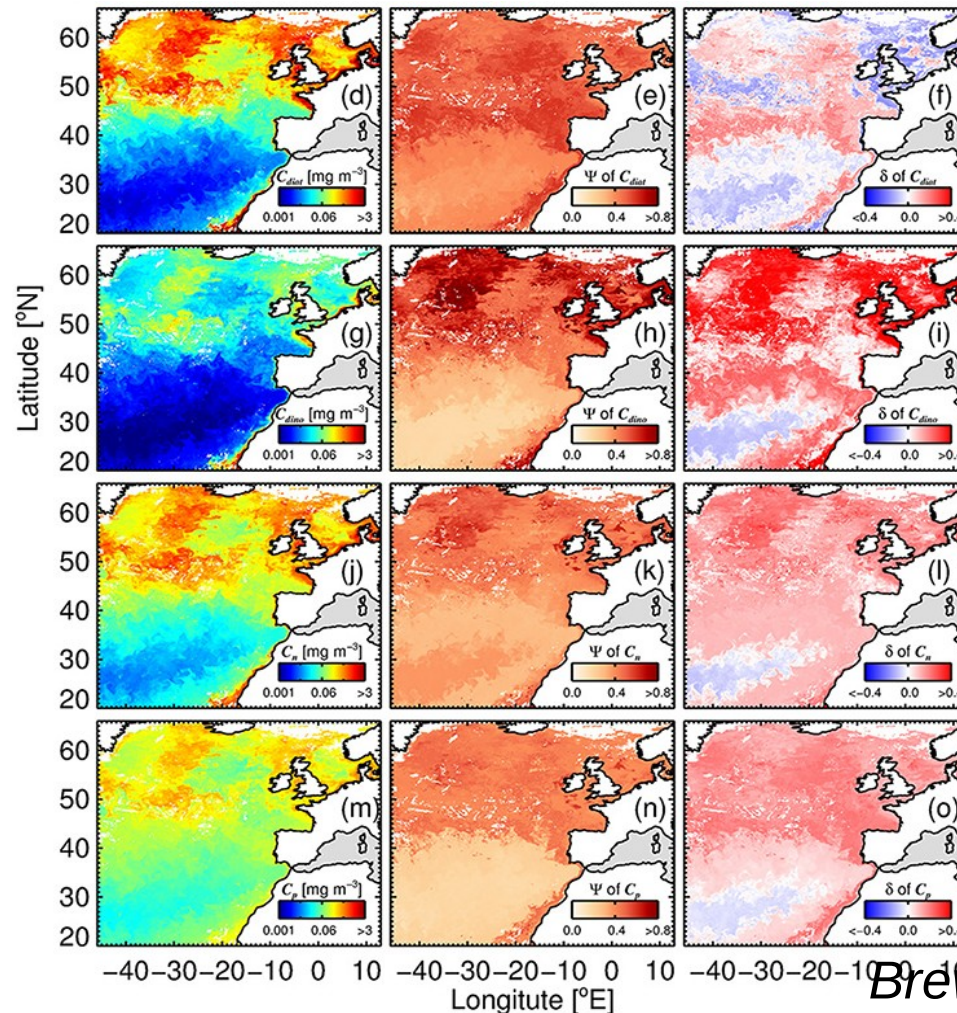 60
50
40
30
20
(d)
C_diat [mg m⁻³]
0.001 0.06 >3
(e)
Ψ of C_diat
0.0 0.4 >0.8
(f)
δ of C_diat
<0.4 0.0 >0.
Latitude [°N]
60
50
40
30
20
(g)
C_dino [mg m⁻³]
0.001 0.06 >3
(h)
Ψ of C_dino
0.0 0.4 >0.8
(i)
δ of C_dino
<−0.4 0.0 >0.
60
50
40
30
20
(j)
C_n [mg m⁻³]
0.001 0.06 >3
(k)
Ψ of C_n
0.0 0.4 >0.8
(l)
δ of C_n
<−0.4 0.0 >0.
60
50
40
30
20
(m)
C_p [mg m⁻³]
0.001 0.06 >3
(n)
Ψ of C_p
0.0 0.4 >0.8
(o)
δ of C_p
<−0.4 0.0 >0.
−40 −30 −20 −10 0 10
−40 −30 −20 −10 0 10
−40 −30 −20 −10 0 10
Longitute [°E]